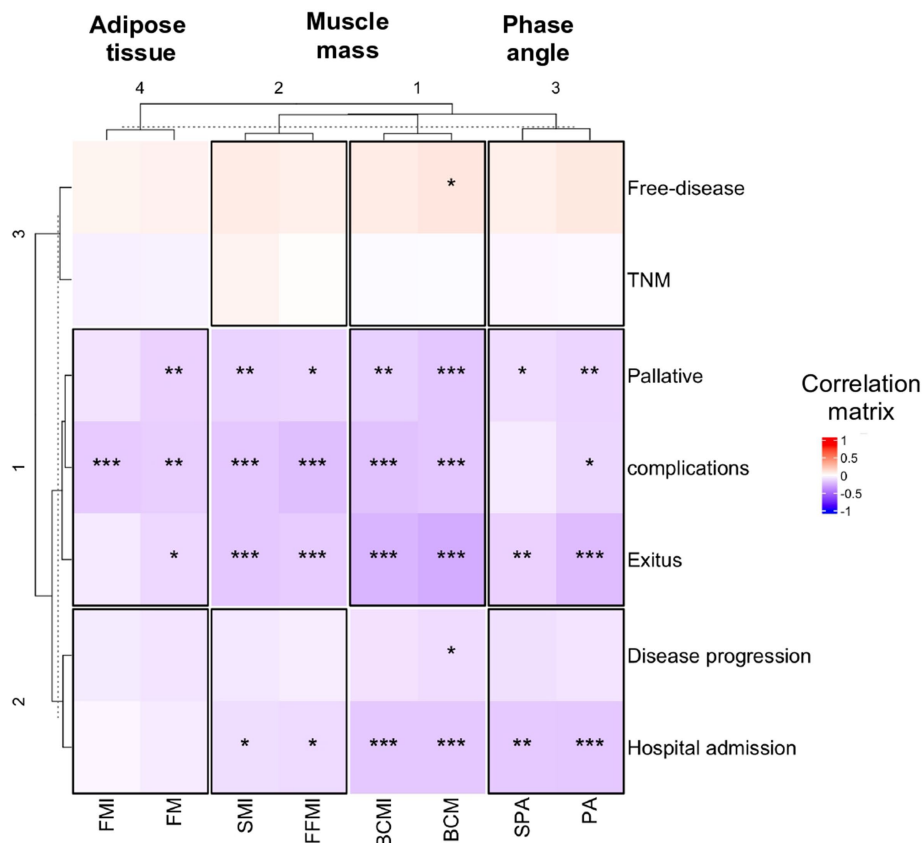 Adipose
tissue
Muscle
mass
Phase
angle
4 2 1 3
3
* Free-disease
TNM
1
** ** * ** *** * ** Pallative
*** ** *** *** *** *** * complications
* *** *** *** *** ** *** Exitus
2
* Disease progression
* * *** *** ** *** Hospital admission
FMI FM SMI FFMI BCMI BCM SPA PA
Correlation
matrix
1
0.5
0
-0.5
-1